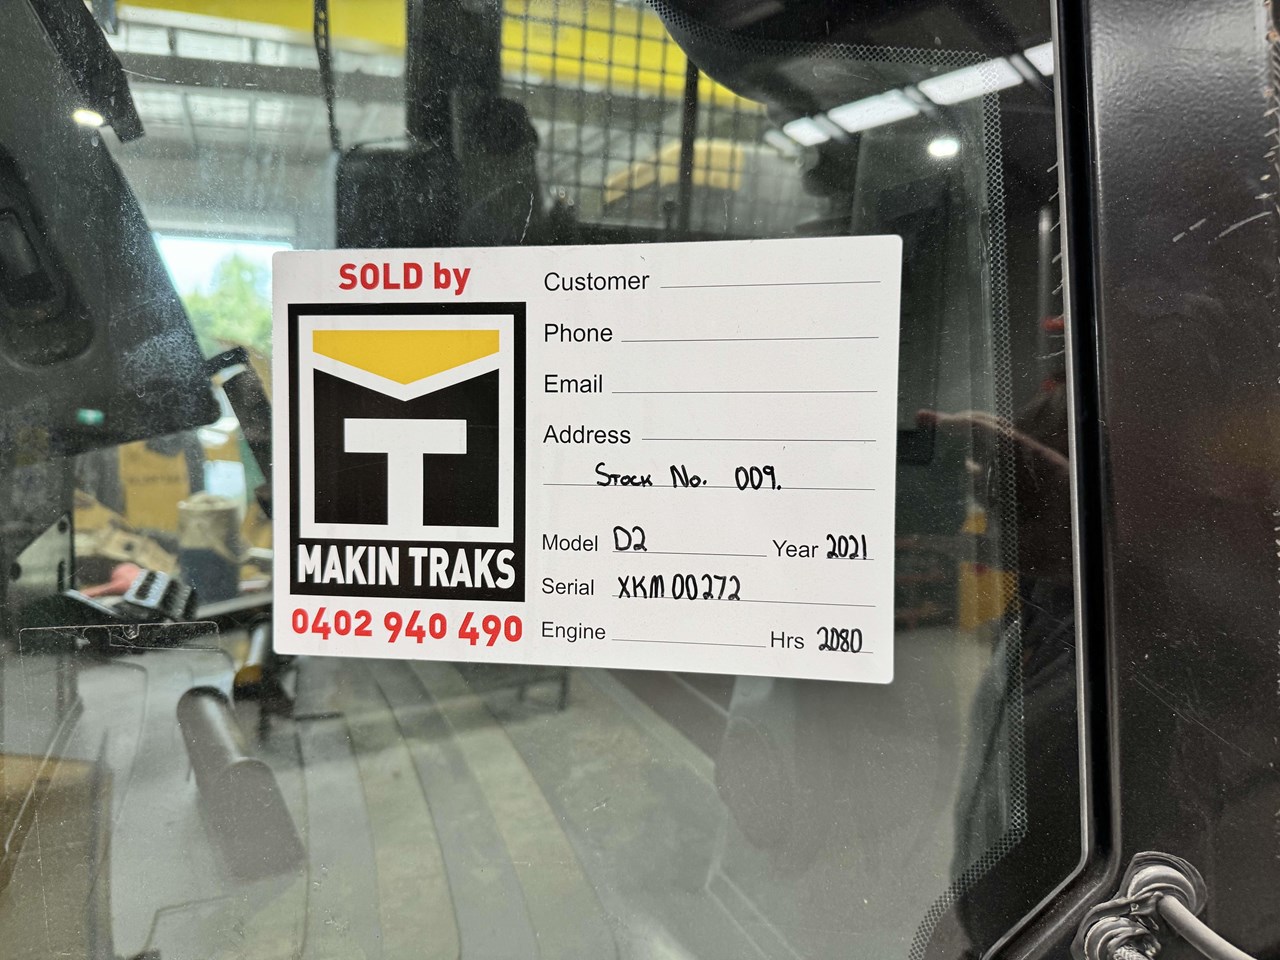 SOLD by
MAKIN TRAKS
0402 940 490
Customer
Phone
Email
Address
Stock No. 009.
Model D2 Year 2021
Serial XKM00272
Engine Hrs 2080